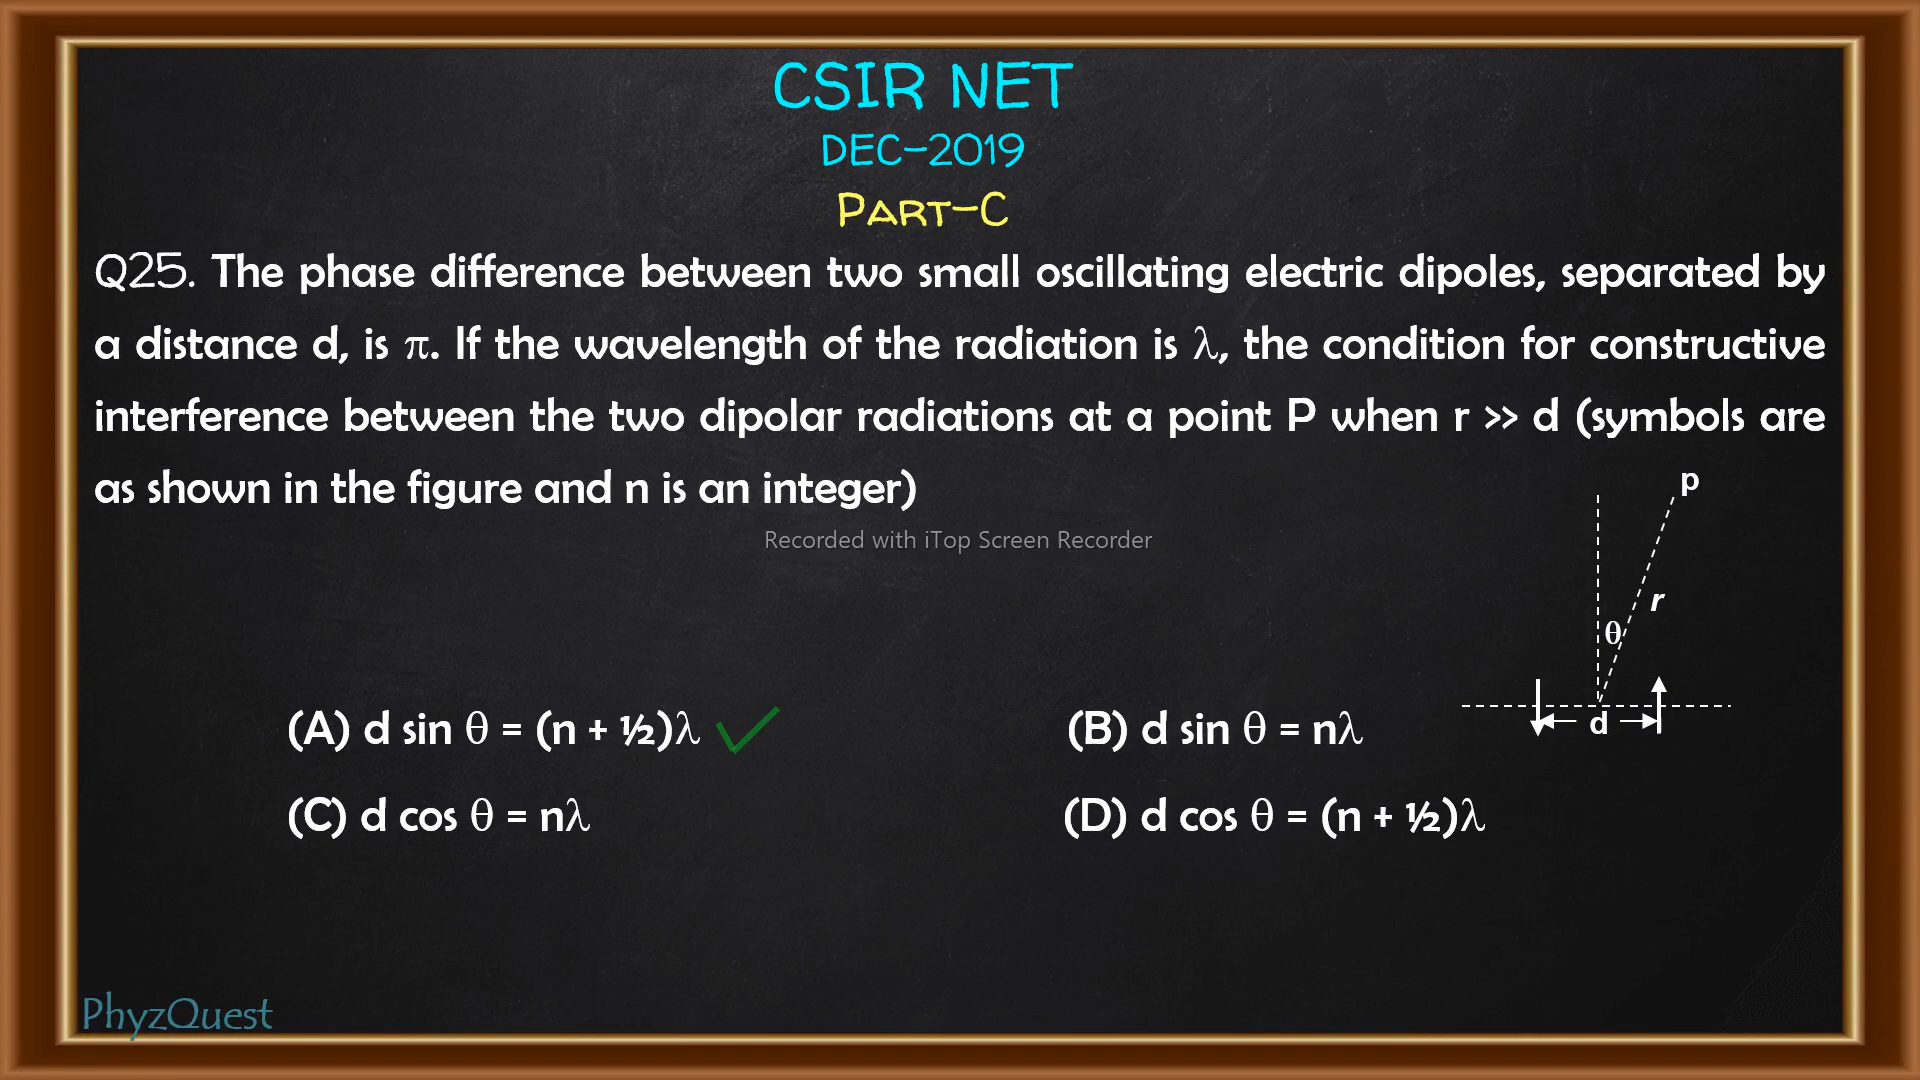 CSIR NET
DEC-2019
PART-C
Q25. The phase difference between two small oscillating electric dipoles, separated by
a distance d, is π. If the wavelength of the radiation is λ, the condition for constructive
interference between the two dipolar radiations at a point P when r >> d (symbols are
as shown in the figure and n is an integer)
p
Recorded with iTop Screen Recorder
r
θ
d
(A) d sin θ = (n + ½)λ
(B) d sin θ = nλ
(C) d cos θ = nλ
(D) d cos θ = (n + ½)λ
PhyzQuest